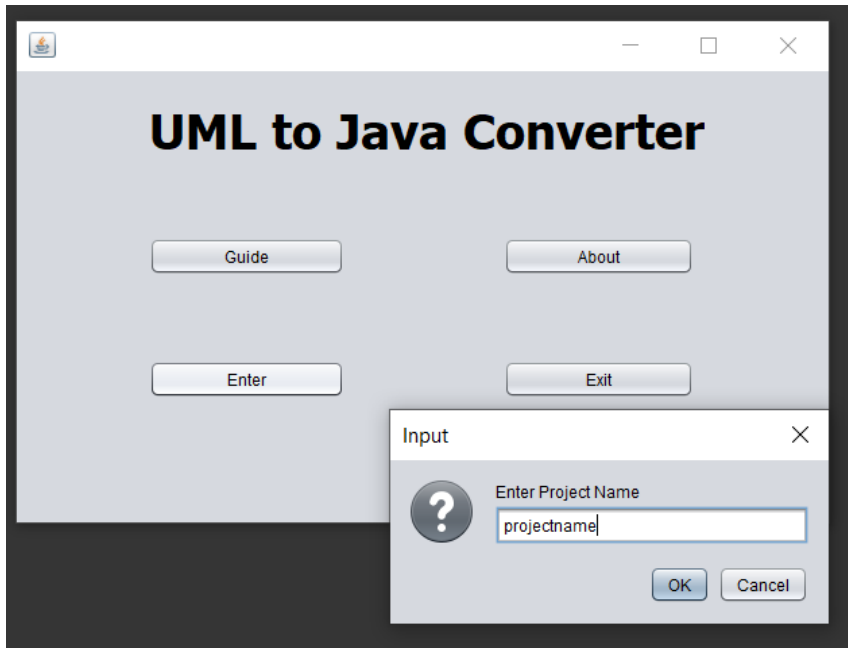 UML to Java Converter
Guide
About
Enter
Exit
Input
Enter Project Name
projectname
OK
Cancel